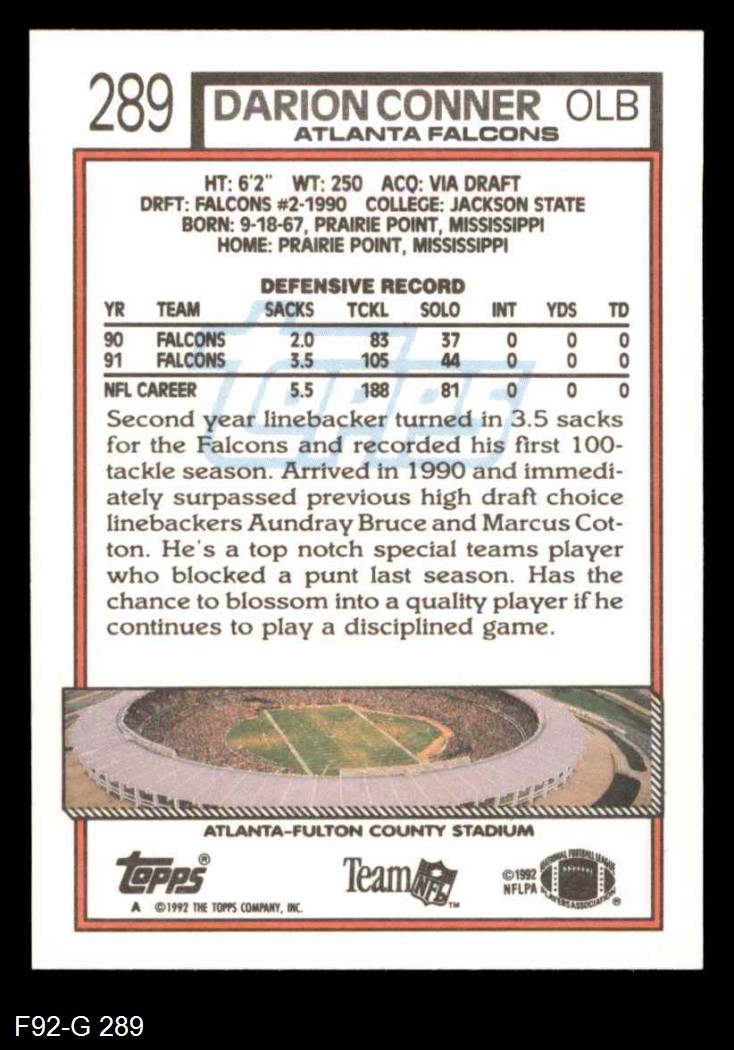 289 DARION CONNER OLB
ATLANTA FALCONS
HT: 6'2" WT: 250 ACQ: VIA DRAFT
DRFT: FALCONS #2-1990 COLLEGE: JACKSON STATE
BORN: 9-18-67, PRAIRIE POINT, MISSISSIPPI
HOME: PRAIRIE POINT, MISSISSIPPI
DEFENSIVE RECORD
YR TEAM SACKS TCKL SOLO INT YDS TD
90 FALCONS 2.0 83 37 0 0 0
91 FALCONS 3.5 105 44 0 0 0
NFL CAREER 5.5 188 81 0 0 0
Topps
Second year linebacker turned in 3.5 sacks
for the Falcons and recorded his first 100-
tackle season. Arrived in 1990 and immedi-
ately surpassed previous high draft choice
linebackers Aundray Bruce and Marcus Cot-
ton. He's a top notch special teams player
who blocked a punt last season. Has the
chance to blossom into a quality player if he
continues to play a disciplined game.
ATLANTA-FULTON COUNTY STADIUM
Topps®
A ©1992 THE TOPPS COMPANY, INC.
Team NFL™
©1992
NFLPA
NATIONAL FOOTBALL LEAGUE
PLAYERS ASSOCIATION®
F92-G 289